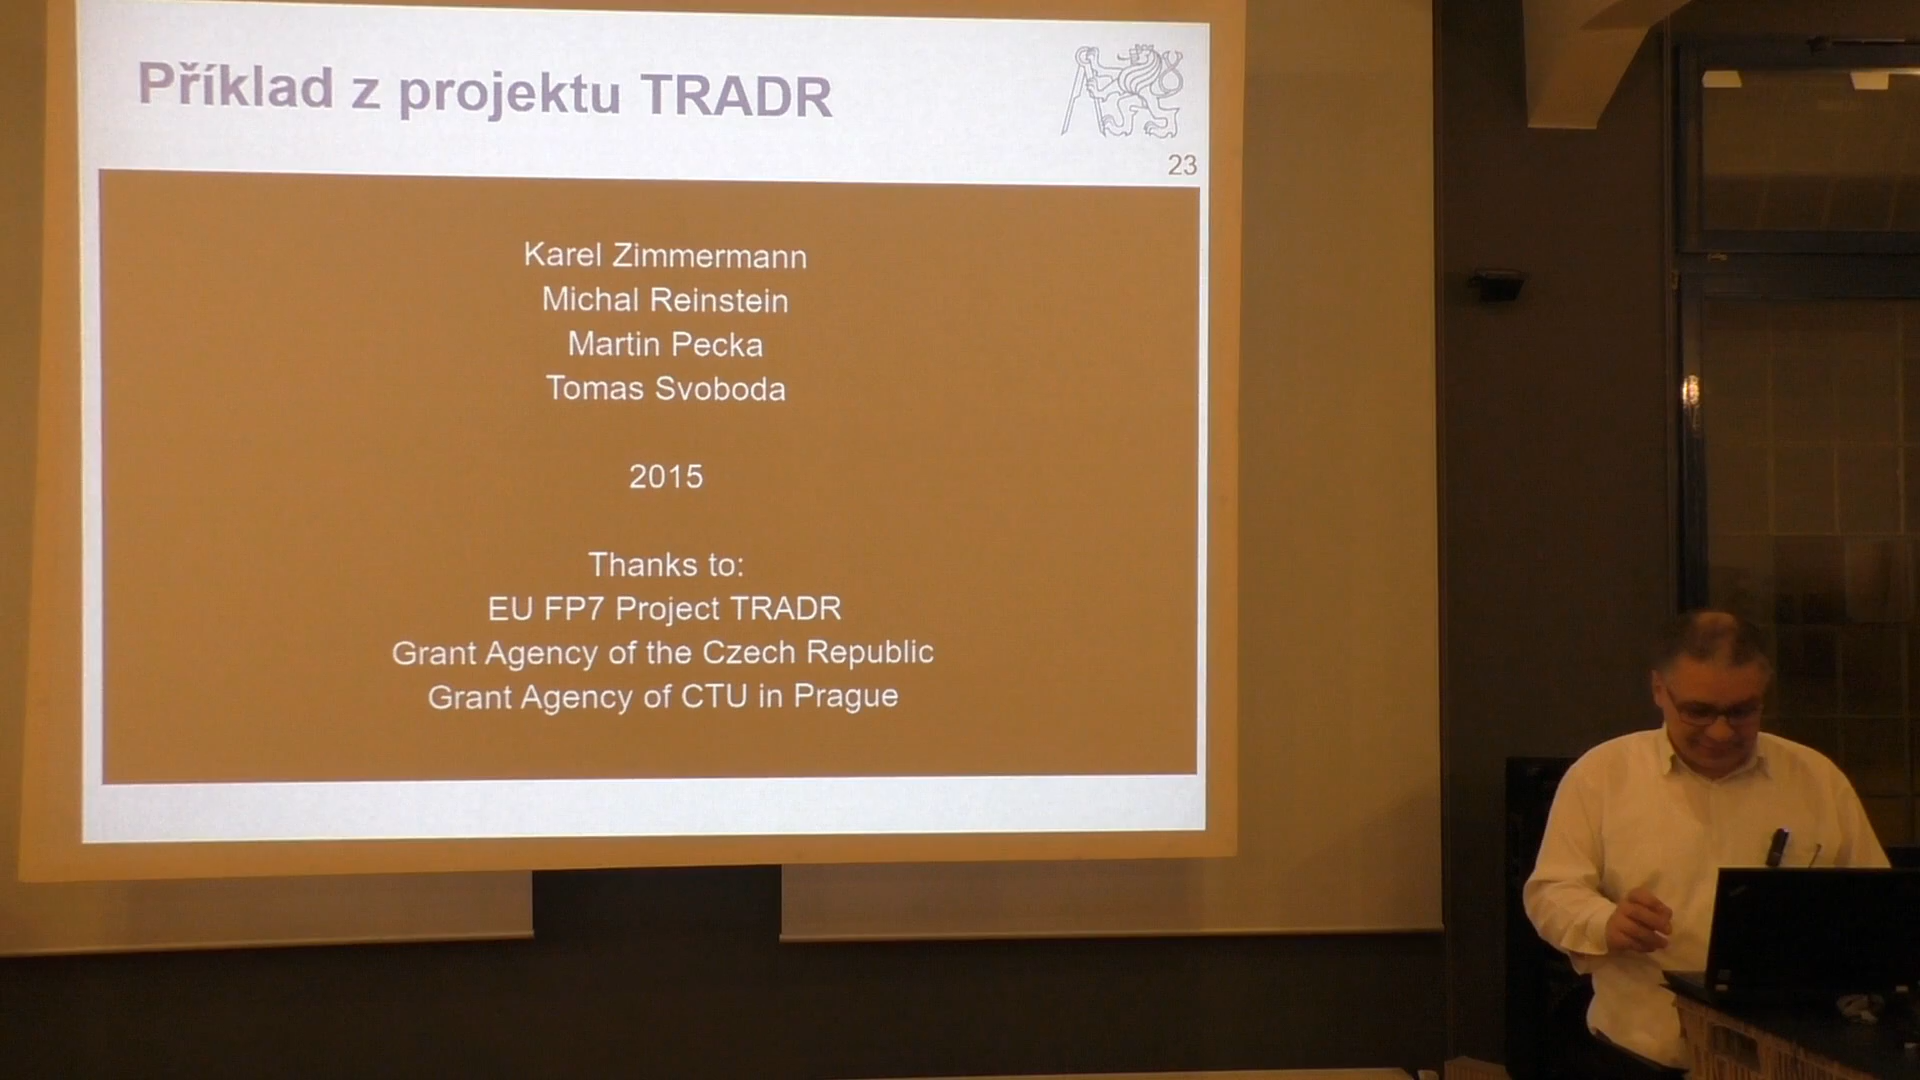 Příklad z projektu TRADR
23
Karel Zimmermann
Michal Reinstein
Martin Pecka
Tomas Svoboda
2015
Thanks to:
EU FP7 Project TRADR
Grant Agency of the Czech Republic
Grant Agency of CTU in Prague